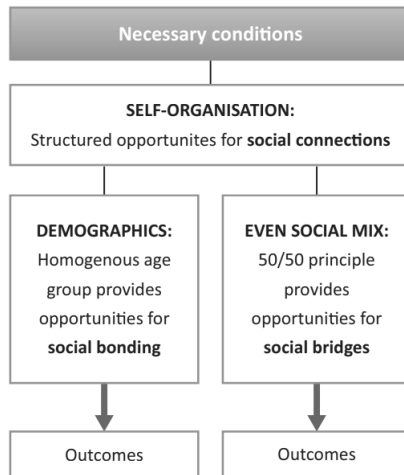 Necessary conditions
SELF-ORGANISATION:
Structured opportunites for social connections
DEMOGRAPHICS:
Homogenous age
group provides
opportunities for
social bonding
EVEN SOCIAL MIX:
50/50 principle
provides
opportunities for
social bridges
Outcomes
Outcomes